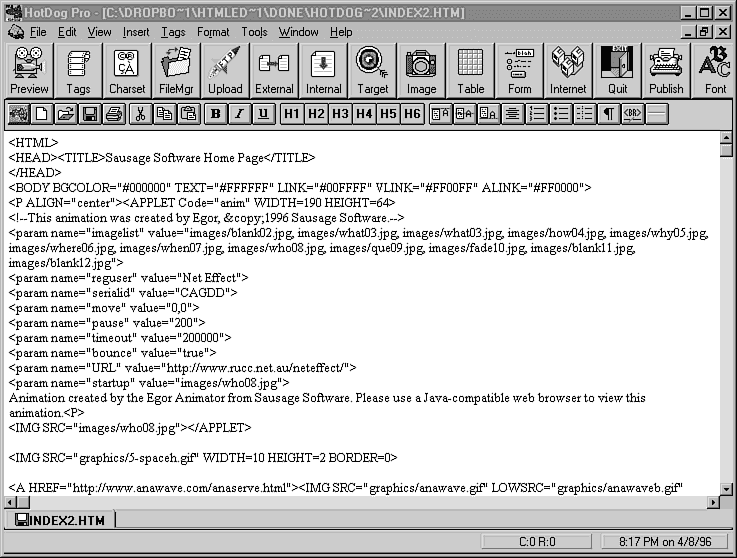 HotDog Pro - [C:\DROPBO~1\HTMLED~1\DONE\HOTDOG~2\INDEX2.HTM]
File Edit View Insert Tags Format Tools Window Help
Preview Tags Charset FileMgr Upload External Internal Target Image Table Form Internet Quit Publish Font
B I U H1 H2 H3 H4 H5 H6 ¶ <BR>
<HTML>
<HEAD><TITLE>Sausage Software Home Page</TITLE>
</HEAD>
<BODY BGCOLOR="#000000" TEXT="#FFFFFF" LINK="#00FFFF" VLINK="#FF00FF" ALINK="#FF0000">
<P ALIGN="center"><APPLET Code="anim" WIDTH=190 HEIGHT=64>
<!--This animation was created by Egor, &copy;1996 Sausage Software.-->
<param name="imagelist" value="images/blank02.jpg, images/what03.jpg, images/what03.jpg, images/how04.jpg, images/why05.jpg,
images/where06.jpg, images/when07.jpg, images/who08.jpg, images/que09.jpg, images/fade10.jpg, images/blank11.jpg,
images/blank12.jpg">
<param name="reguser" value="Net Effect">
<param name="serialid" value="CAGDD">
<param name="move" value="0,0">
<param name="pause" value="200">
<param name="timeout" value="200000">
<param name="bounce" value="true">
<param name="URL" value="http://www.rucc.net.au/neteffect/">
<param name="startup" value="images/who08.jpg">
Animation created by the Egor Animator from Sausage Software. Please use a Java-compatible web browser to view this
animation.<P>
<IMG SRC="images/who08.jpg"></APPLET>
<IMG SRC="graphics/5-spaceh.gif" WIDTH=10 HEIGHT=2 BORDER=0>
<A HREF="http://www.anawave.com/anaserve.html"><IMG SRC="graphics/anawave.gif" LOWSRC="graphics/anawaveb.gif"
INDEX2.HTM
C:0 R:0 8:17 PM on 4/8/96